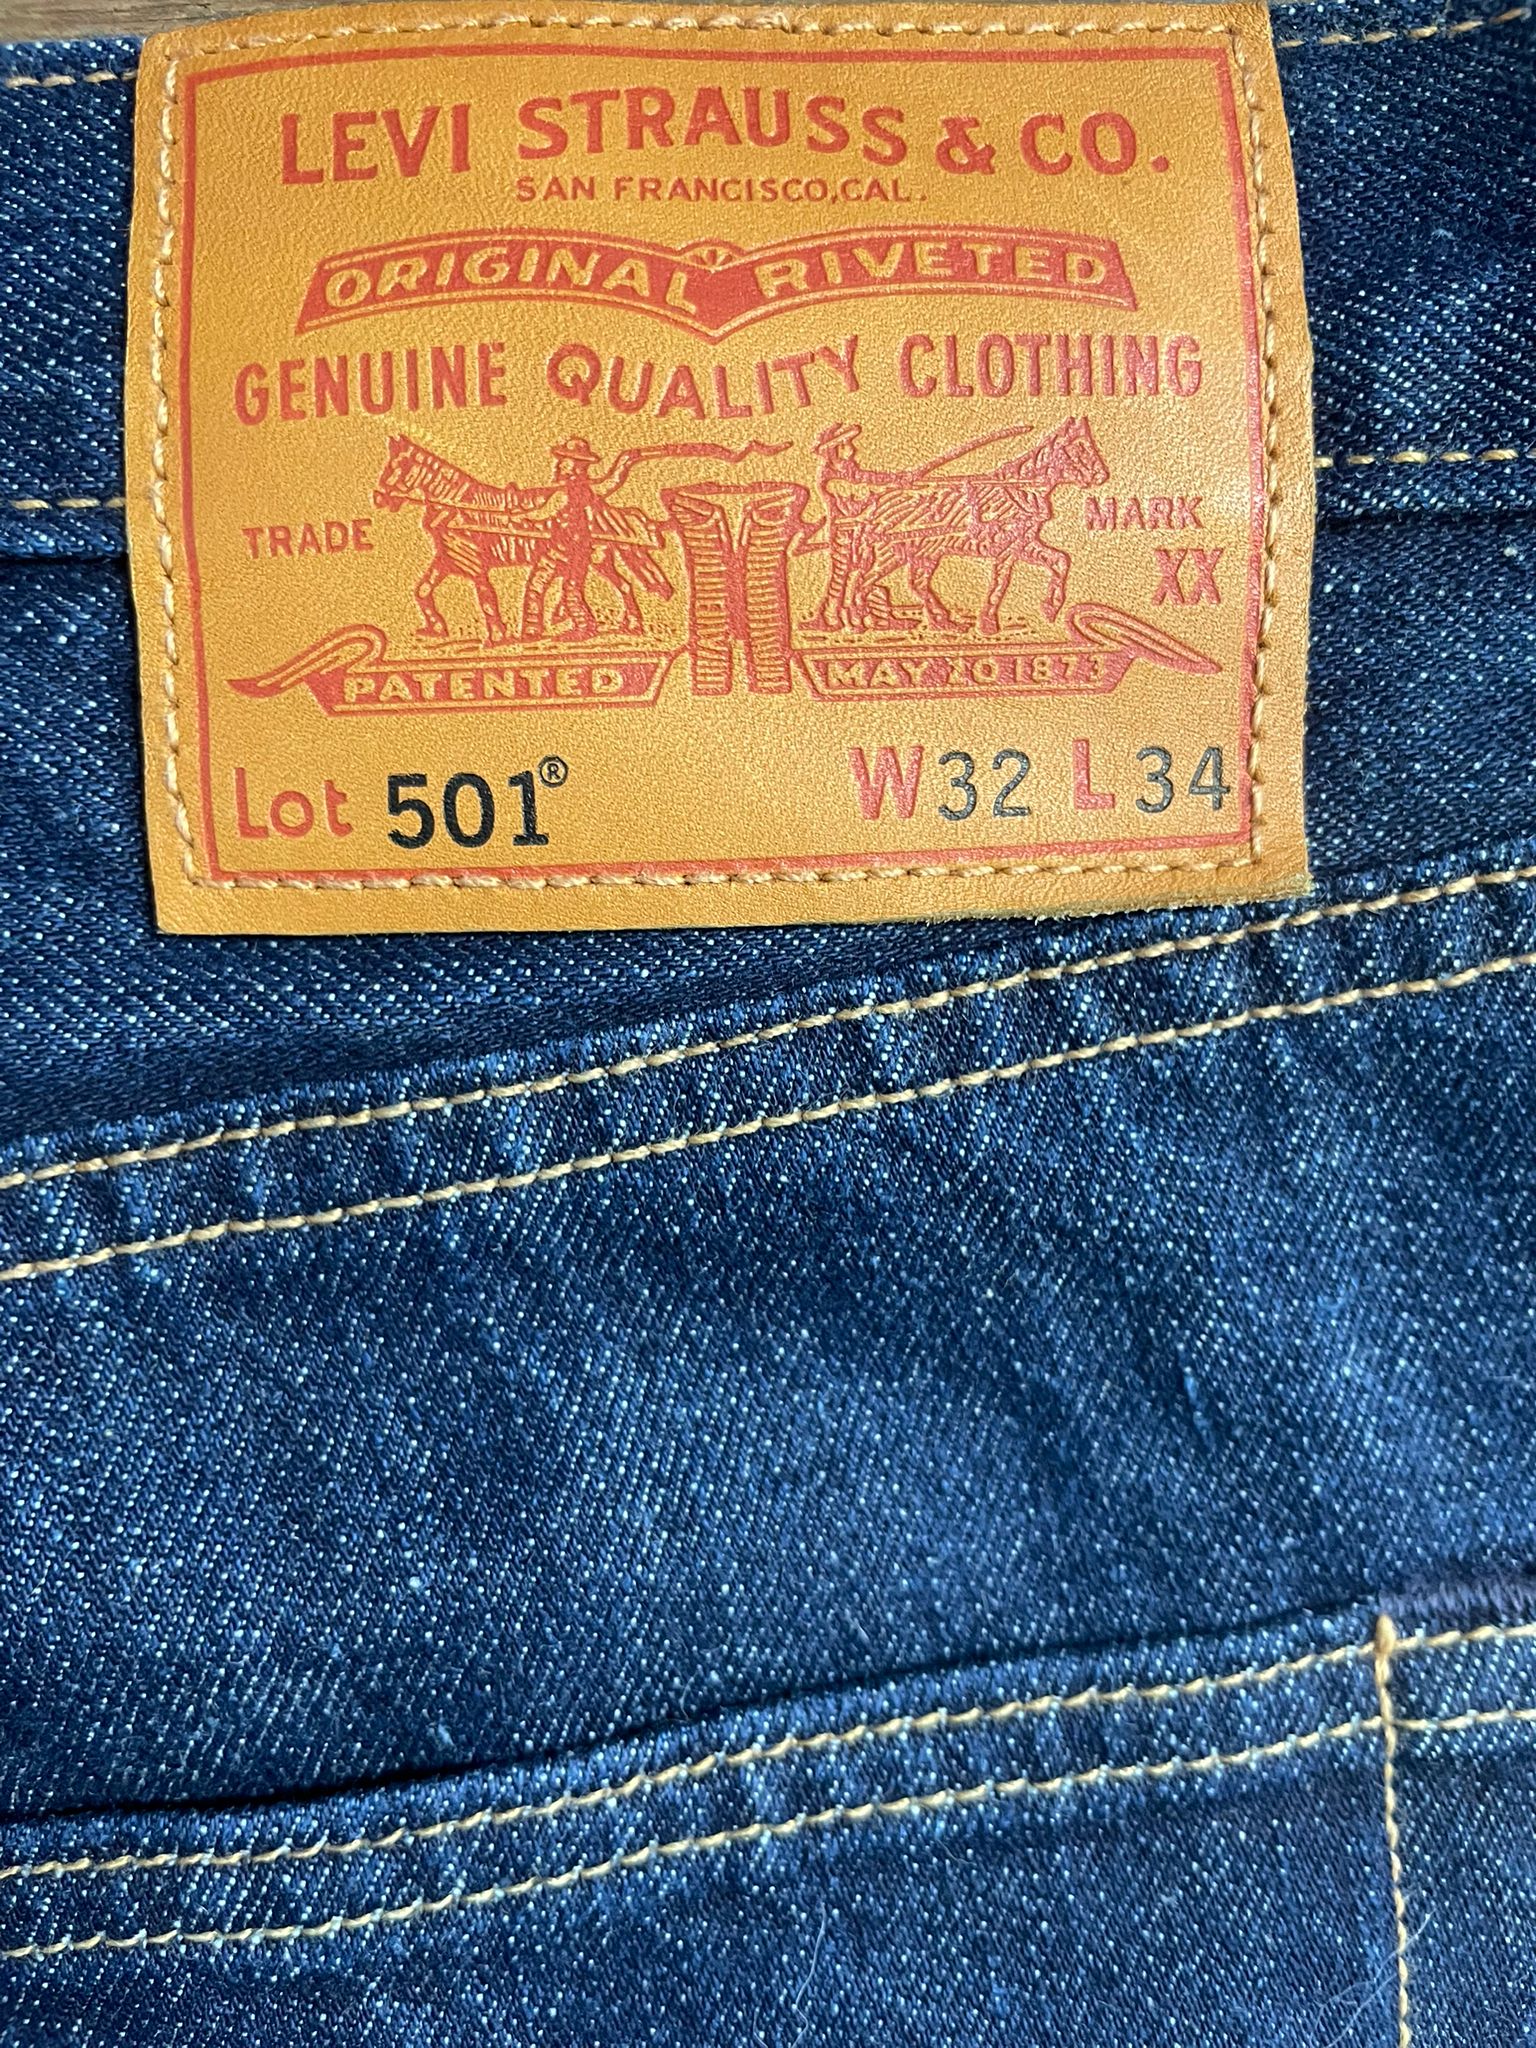 LEVI STRAUSS & CO.
SAN FRANCISCO, CAL.
ORIGINAL RIVETED
GENUINE QUALITY CLOTHING
TRADE MARK
XX
PATENTED MAY 20 1873
Lot 501® W32 L34